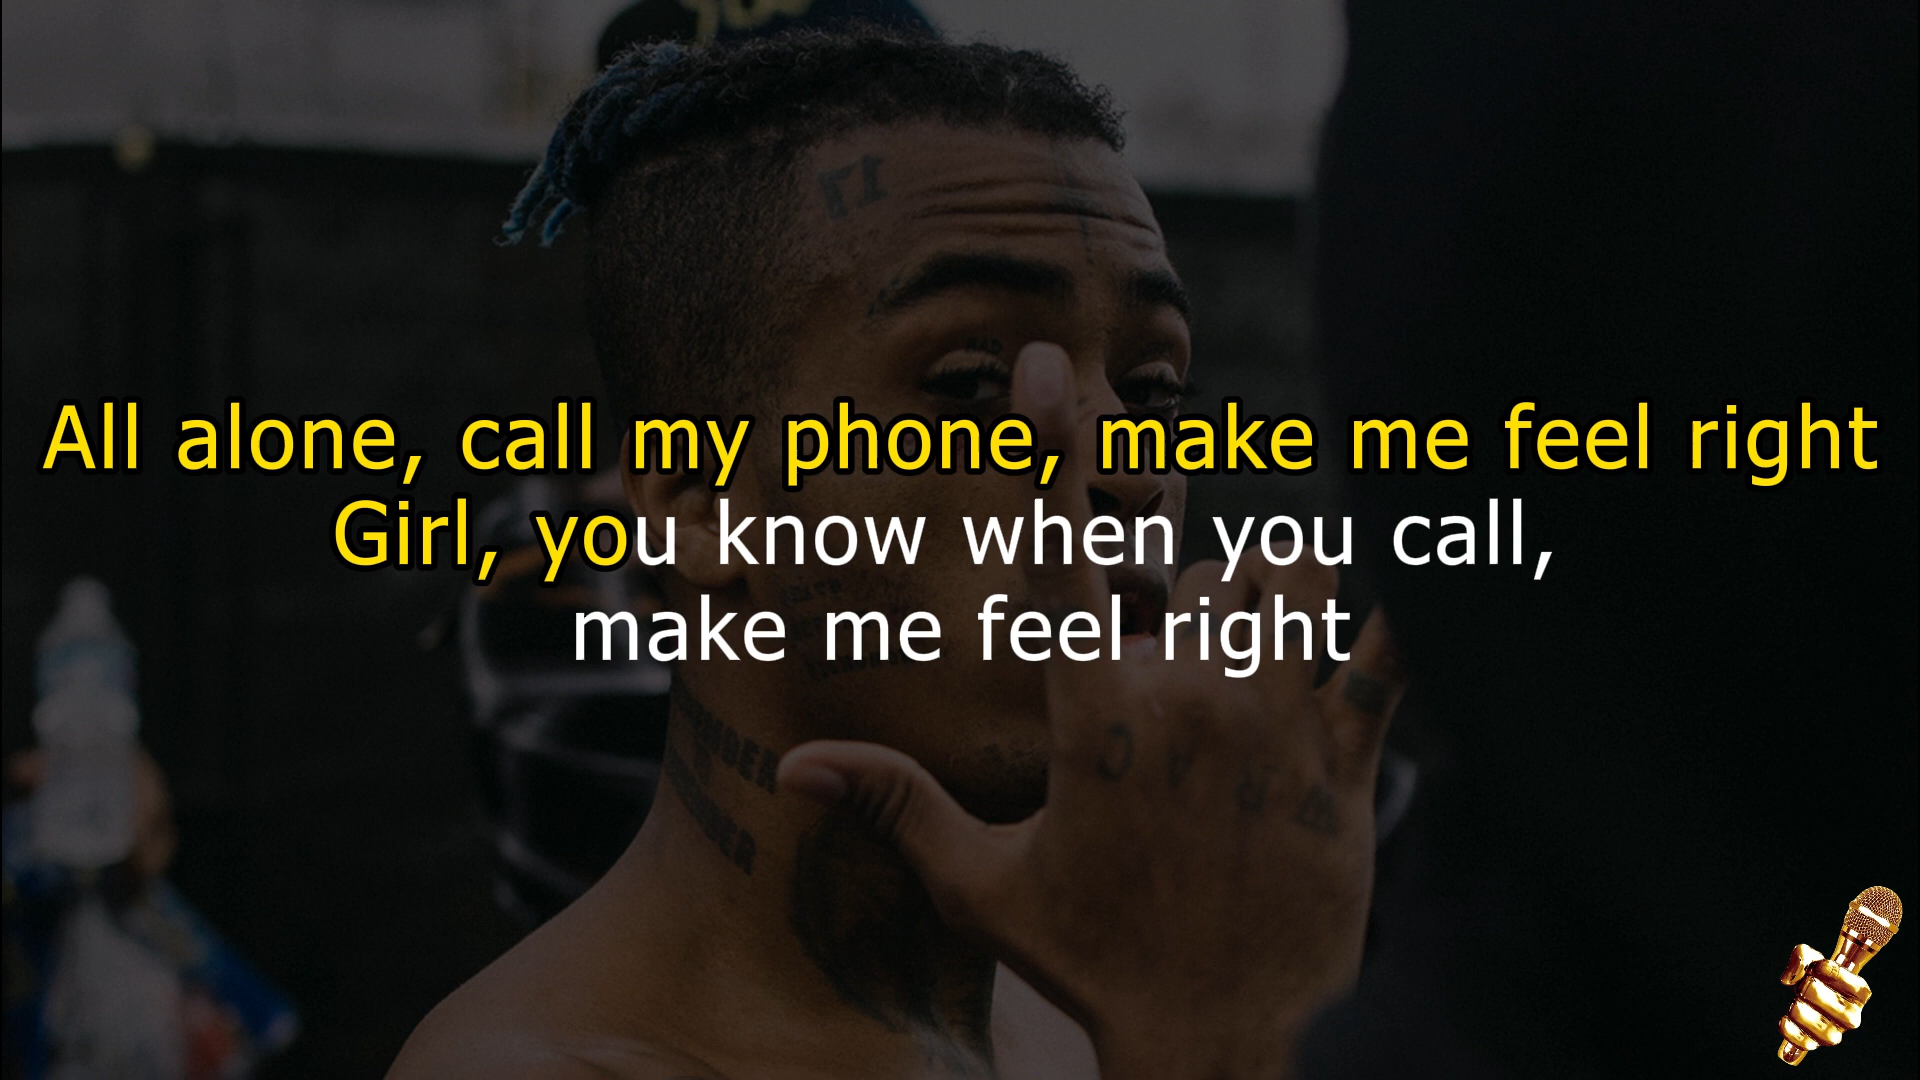 17
All alone, call my phone, make me feel right
Girl, you know when you call,
make me feel right